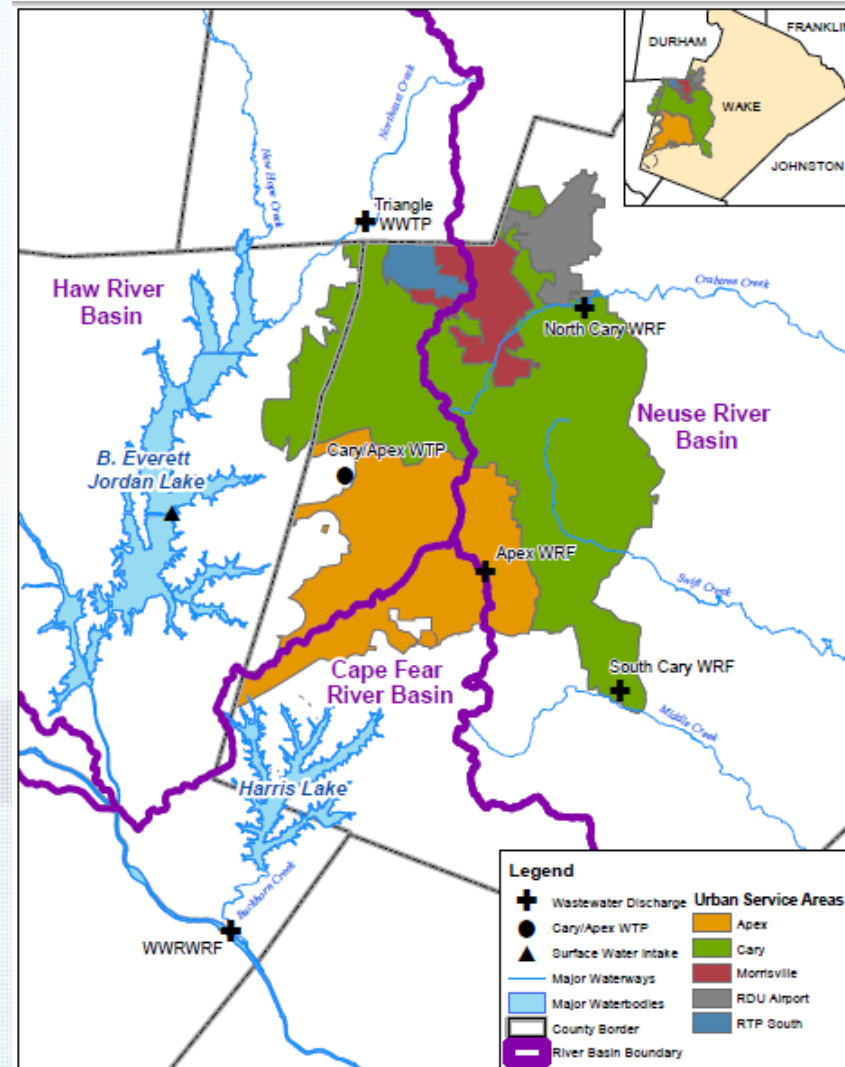 DURHAM
FRANKLI
WAKE
JOHNSTON
Northeast Creek
New Hope Creek
Triangle
WWTP
Haw River
Basin
Crabtree Creek
North Cary WRF
Neuse River
Basin
B. Everett
Jordan Lake
Cary/Apex WTP
Apex WRF
Swift Creek
South Cary WRF
Cape Fear
River Basin
Middle Creek
Harris Lake
Buckhorn Creek
WWRWRF
Legend
Wastewater Discharge
Cary/Apex WTP
Surface Water Intake
Major Waterways
Major Waterbodies
County Border
River Basin Boundary
Urban Service Areas
Apex
Cary
Morrisville
RDU Airport
RTP South